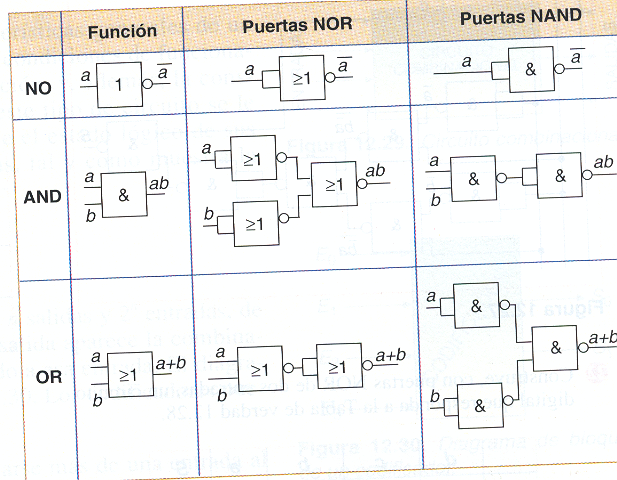 Función Puertas NOR Puertas NAND
NO a 1 a̅ a ≥1 a̅ a & a̅
AND a b & ab a ≥1 b ≥1 ≥1 ab a b & & ab
OR a b ≥1 a+b a b ≥1 ≥1 a+b a & b & & a+b